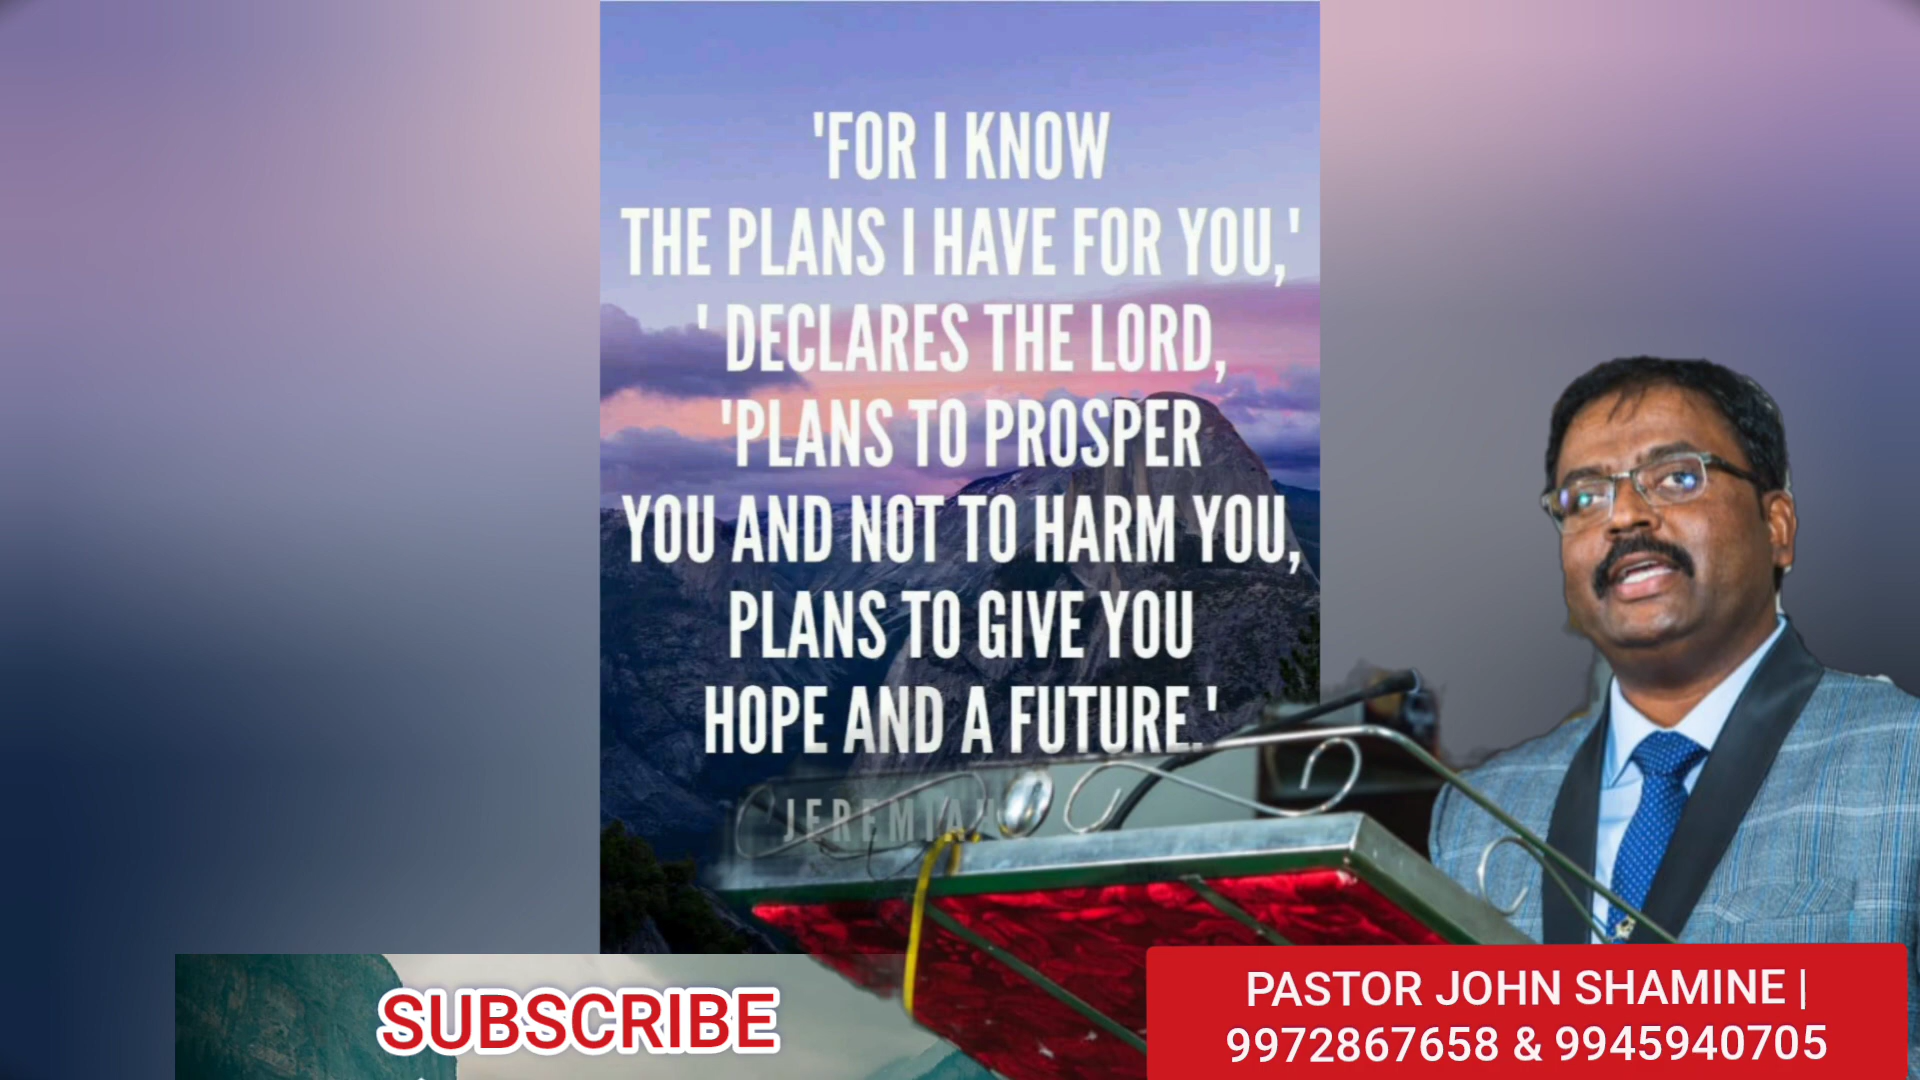 'FOR I KNOW
THE PLANS I HAVE FOR YOU,'
' DECLARES THE LORD,
'PLANS TO PROSPER
YOU AND NOT TO HARM YOU,
PLANS TO GIVE YOU
HOPE AND A FUTURE.'
JEREMIAH
SUBSCRIBE
PASTOR JOHN SHAMINE |
9972867658 & 9945940705